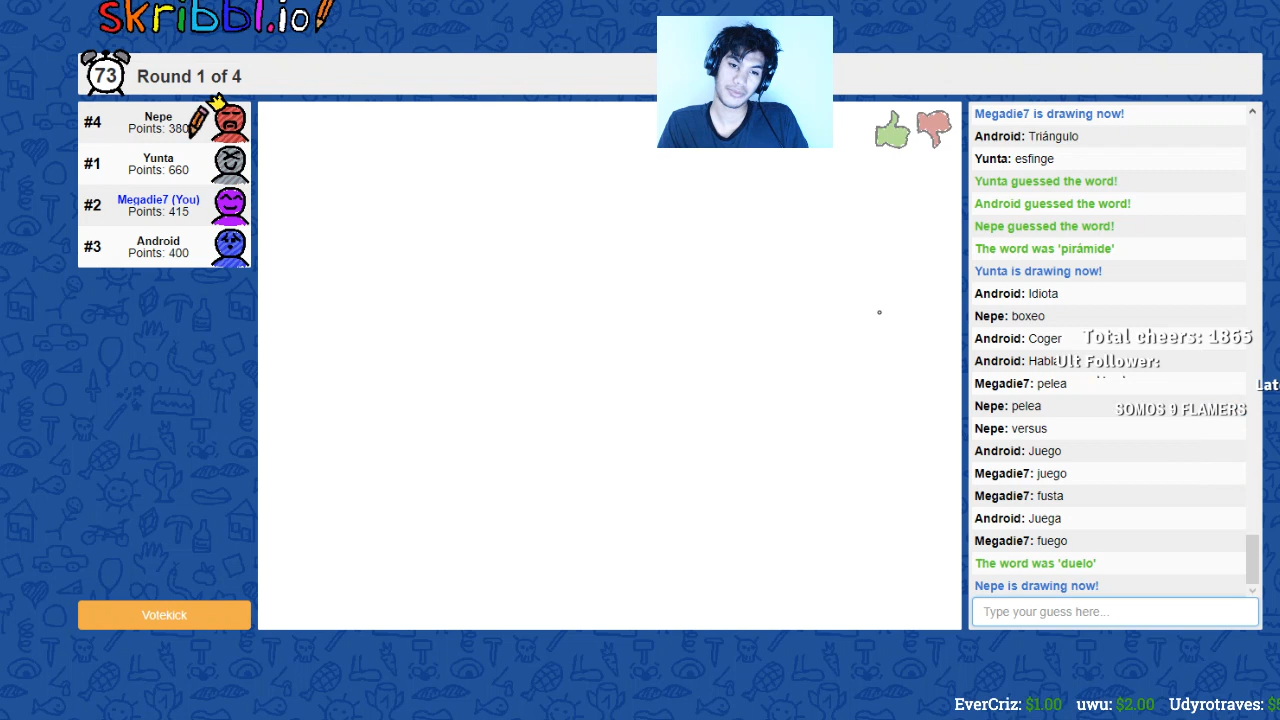 skribbl.io
73
Round 1 of 4
#4
Nepe
Points: 380
#1
Yunta
Points: 660
#2
Megadie7 (You)
Points: 415
#3
Android
Points: 400
Votekick
Megadie7 is drawing now!
Android: Triángulo
Yunta: esfinge
Yunta guessed the word!
Android guessed the word!
Nepe guessed the word!
The word was 'pirámide'
Yunta is drawing now!
Android: Idiota
Nepe: boxeo
Android: Coger
Total cheers: 1865
Android:
Ult Follower:
Megadie7: pelea
Nepe: pelea
SOMOS 9 FLAMERS
Nepe: versus
Android: Juego
Megadie7: juego
Megadie7: fusta
Android: Juega
Megadie7: fuego
The word was 'duelo'
Nepe is drawing now!
Type your guess here...
EverCriz: $1.00 uwu: $2.00 Udyrotraves: